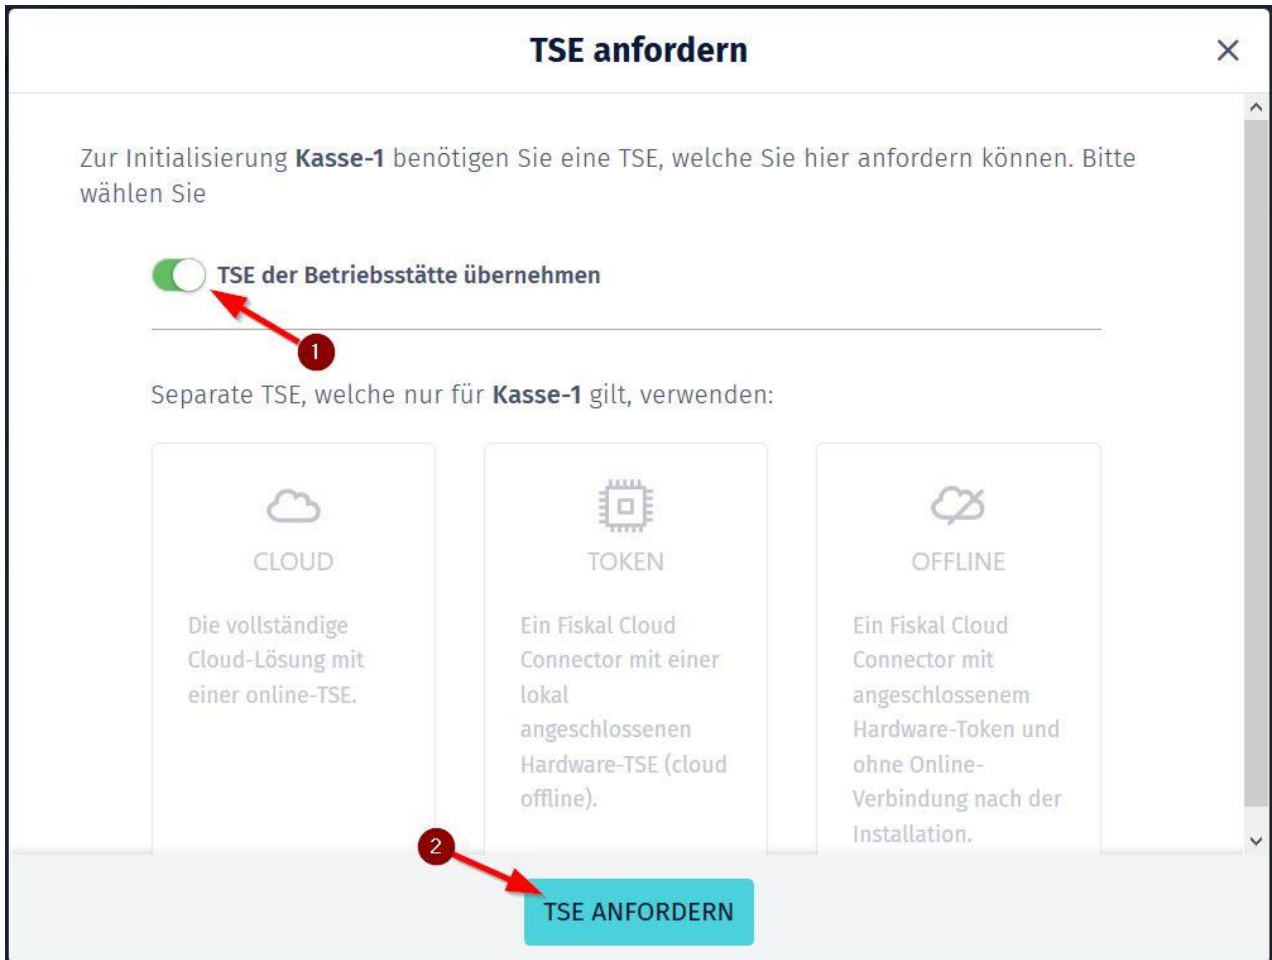 TSE anfordern
Zur Initialisierung Kasse-1 benötigen Sie eine TSE, welche Sie hier anfordern können. Bitte
wählen Sie
TSE der Betriebsstätte übernehmen
1
Separate TSE, welche nur für Kasse-1 gilt, verwenden:
CLOUD
Die vollständige
Cloud-Lösung mit
einer online-TSE.
TOKEN
Ein Fiskal Cloud
Connector mit einer
lokal
angeschlossenen
Hardware-TSE (cloud
offline).
OFFLINE
Ein Fiskal Cloud
Connector mit
angeschlossenem
Hardware-Token und
ohne Online-
Verbindung nach der
Installation.
2
TSE ANFORDERN